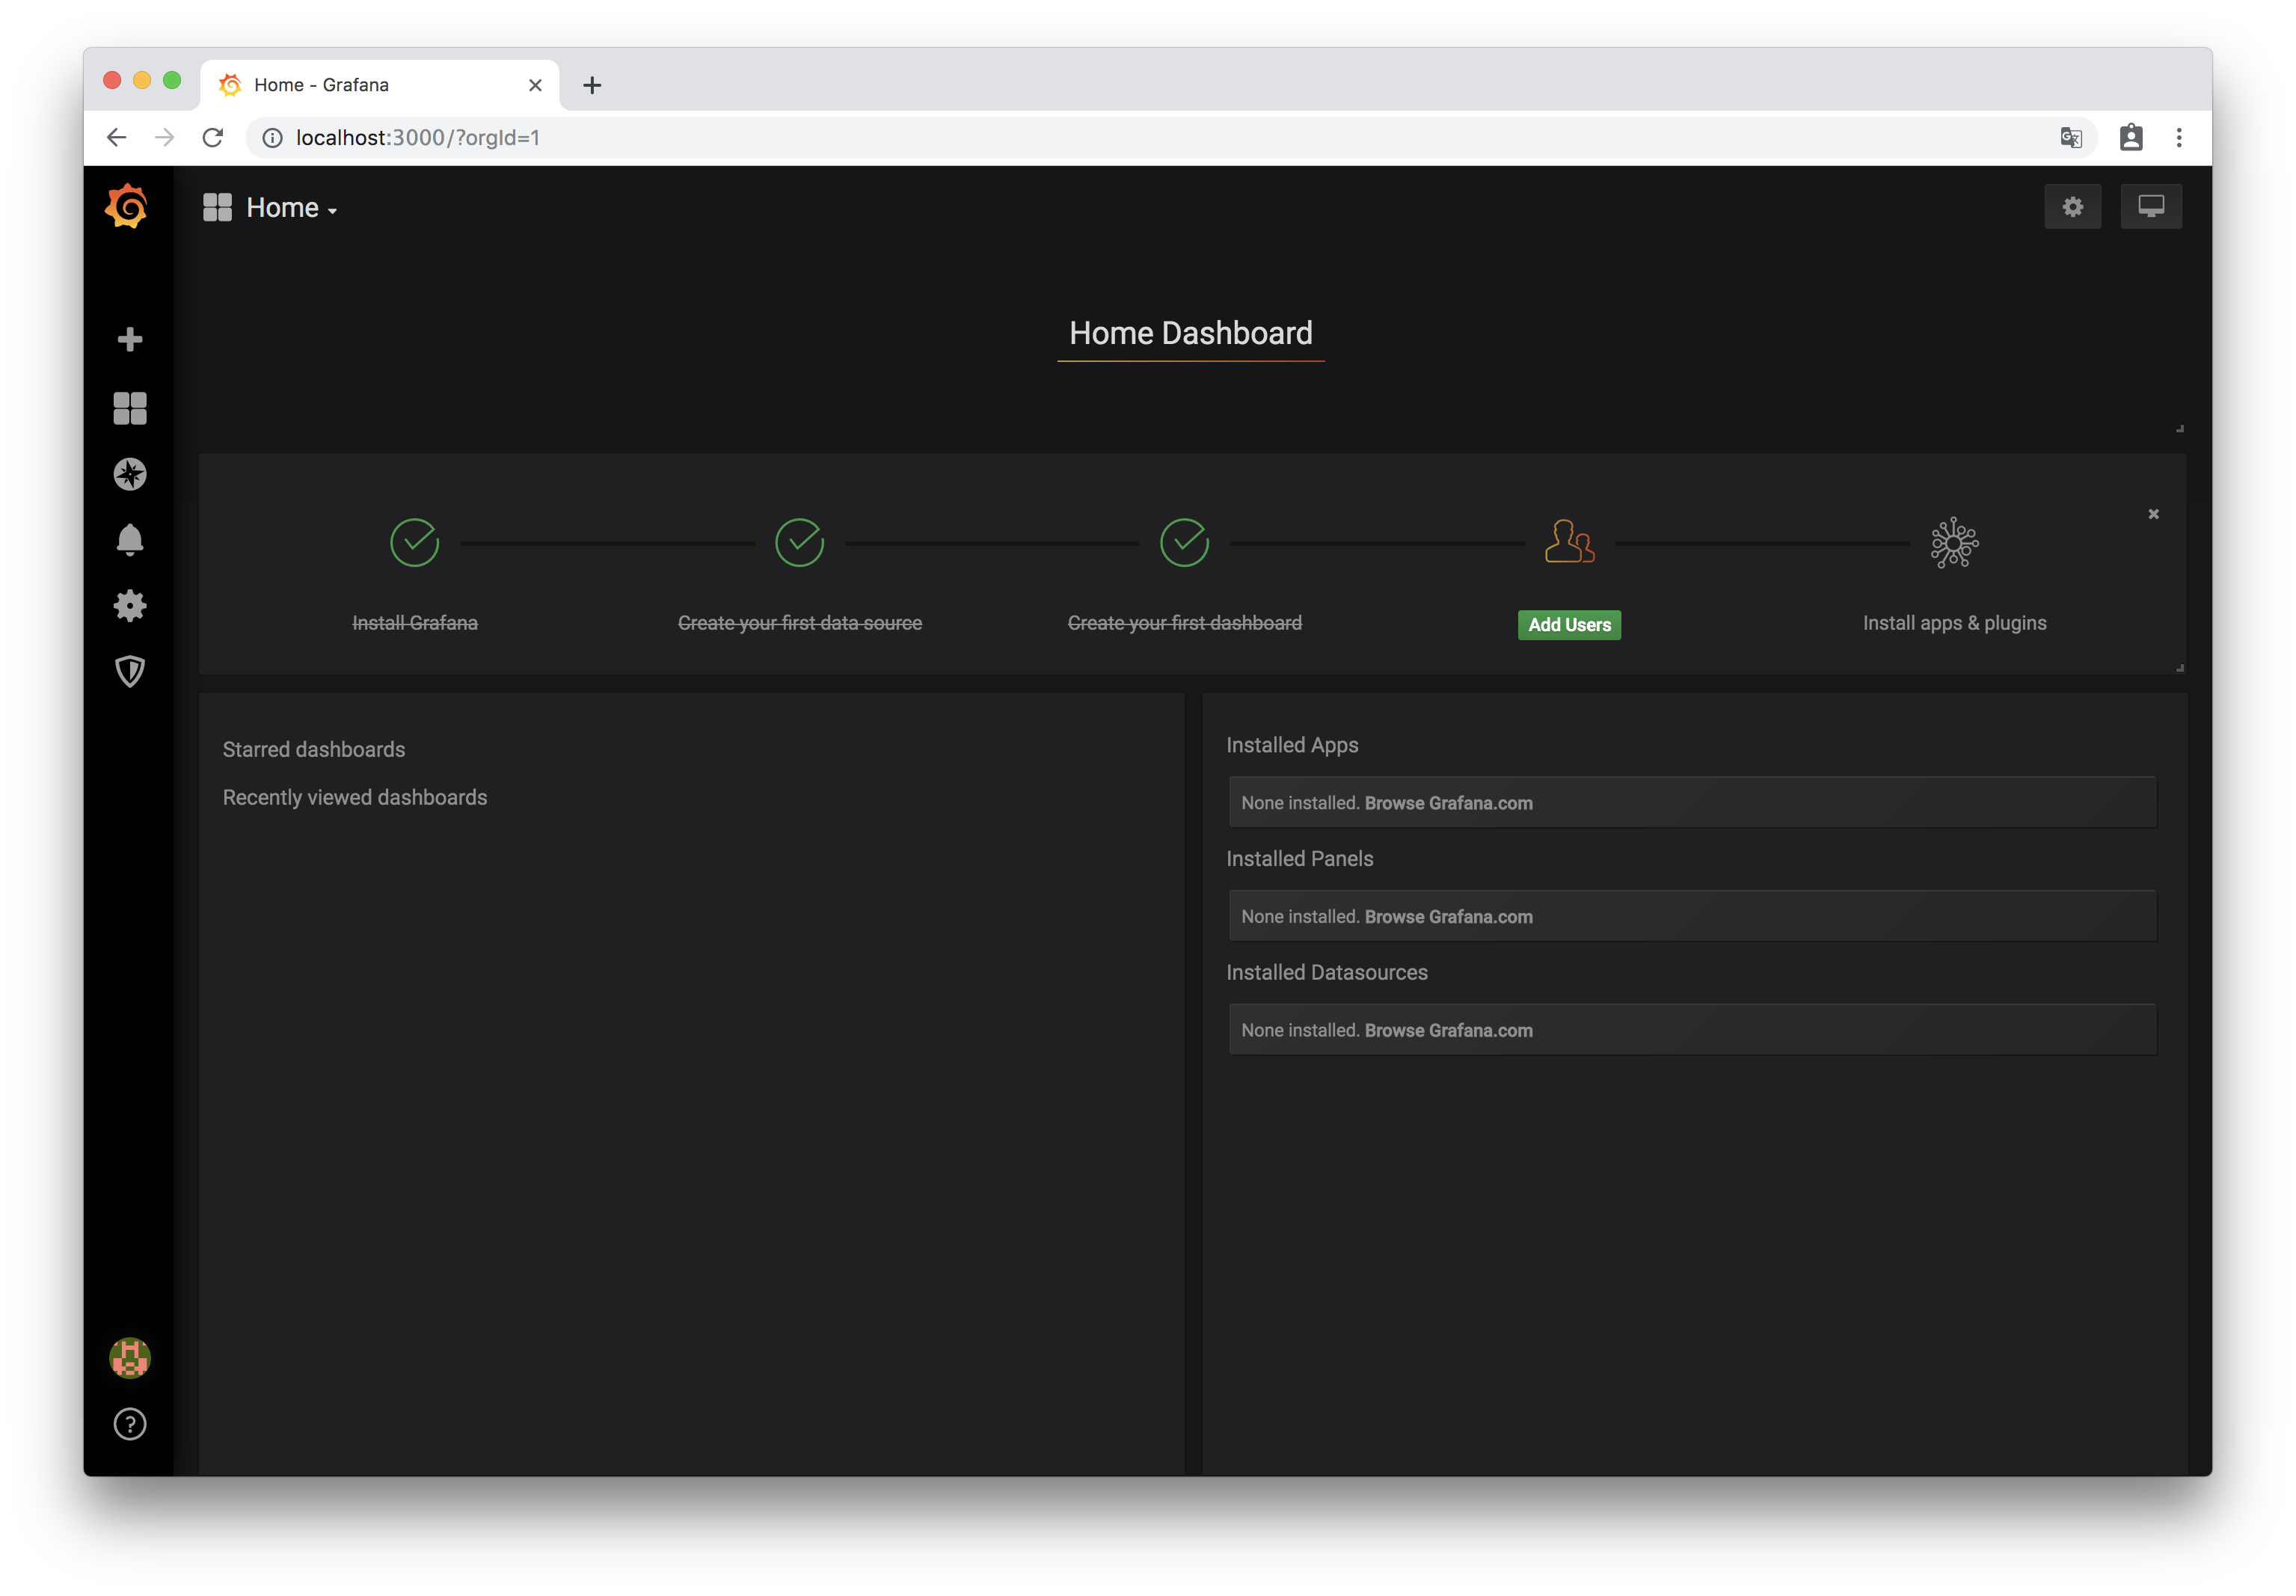 Home - Grafana
localhost:3000/?orgId=1
Home
Home Dashboard
Install Grafana
Create your first data source
Create your first dashboard
Add Users
Install apps & plugins
Starred dashboards
Recently viewed dashboards
Installed Apps
None installed. Browse Grafana.com
Installed Panels
None installed. Browse Grafana.com
Installed Datasources
None installed. Browse Grafana.com